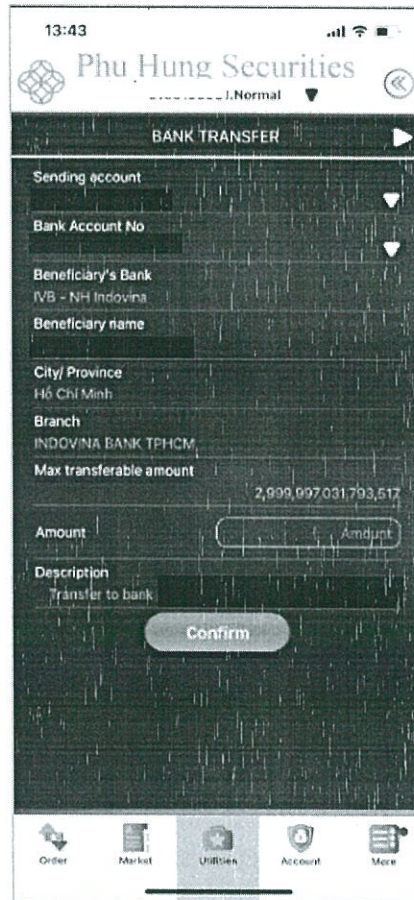 13:43
Phu Hung Securities
.Normal
BANK TRANSFER
Sending account
Bank Account No
Beneficiary's Bank
IVB - NH Indovina
Beneficiary name
City/ Province
Hồ Chí Minh
Branch
INDOVINA BANK TPHCM
Max transferable amount
2,999,997,031,793,517
Amount
Amount
Description
Transfer to bank
Confirm
Order Market Utilities Account More